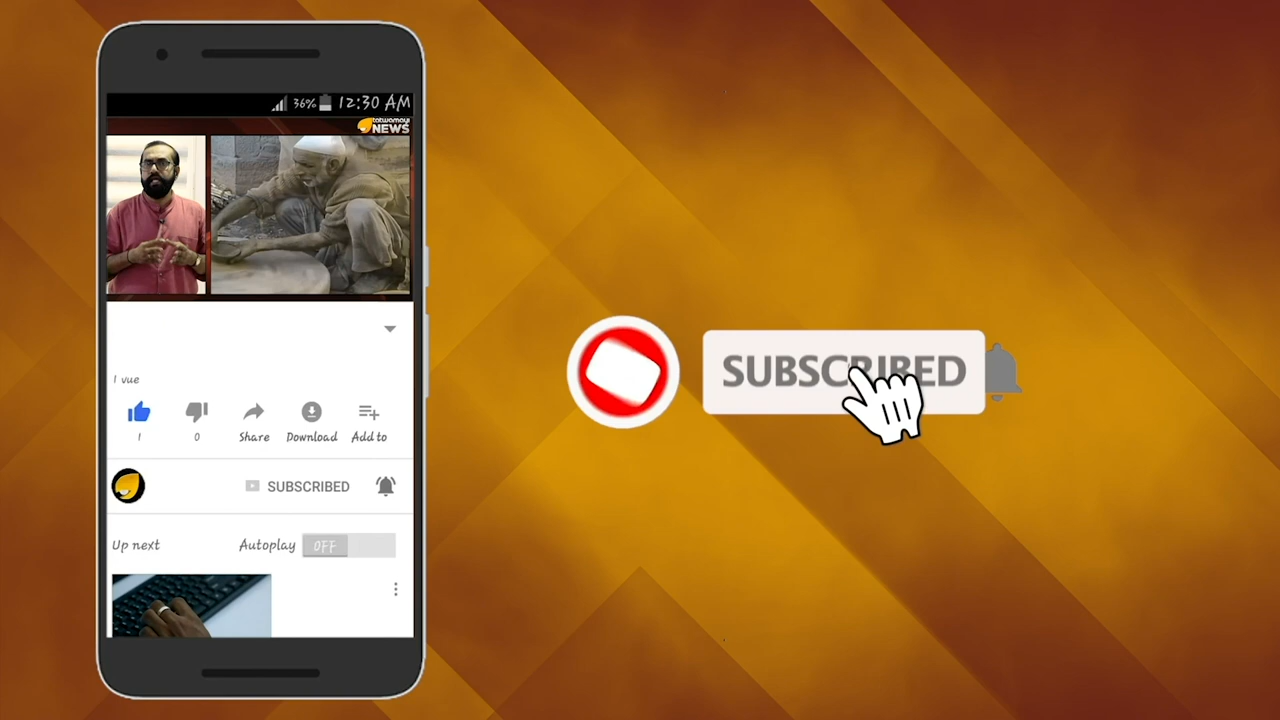 36% 12:30 AM
tatwamayi
NEWS
1 vue
1
0
Share
Download
Add to
SUBSCRIBED
Up next
Autoplay
OFF
SUBSCRIBED